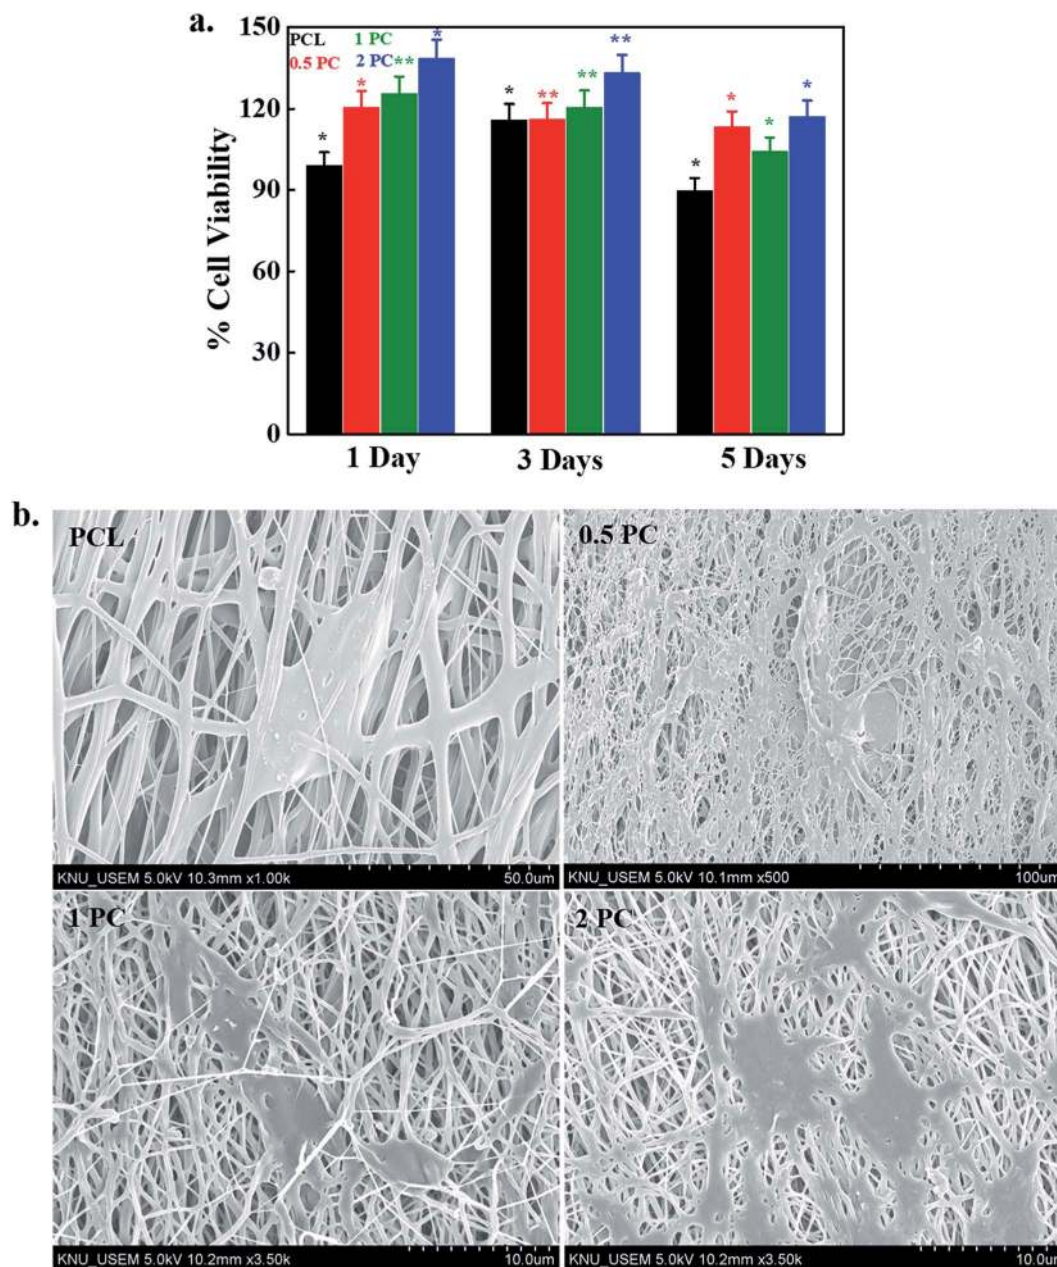 a.
% Cell Viability
150
120
90
60
30
0
PCL 1 PC
0.5 PC 2 PC
* * ** *
* ** ** **
* * * *
1 Day 3 Days 5 Days
b.
PCL
KNU_USEM 5.0kV 10.3mm x1.00k 50.0um
0.5 PC
KNU_USEM 5.0kV 10.1mm x500 100um
1 PC
KNU_USEM 5.0kV 10.2mm x3.50k 10.0um
2 PC
KNU_USEM 5.0kV 10.2mm x3.50k 10.0u